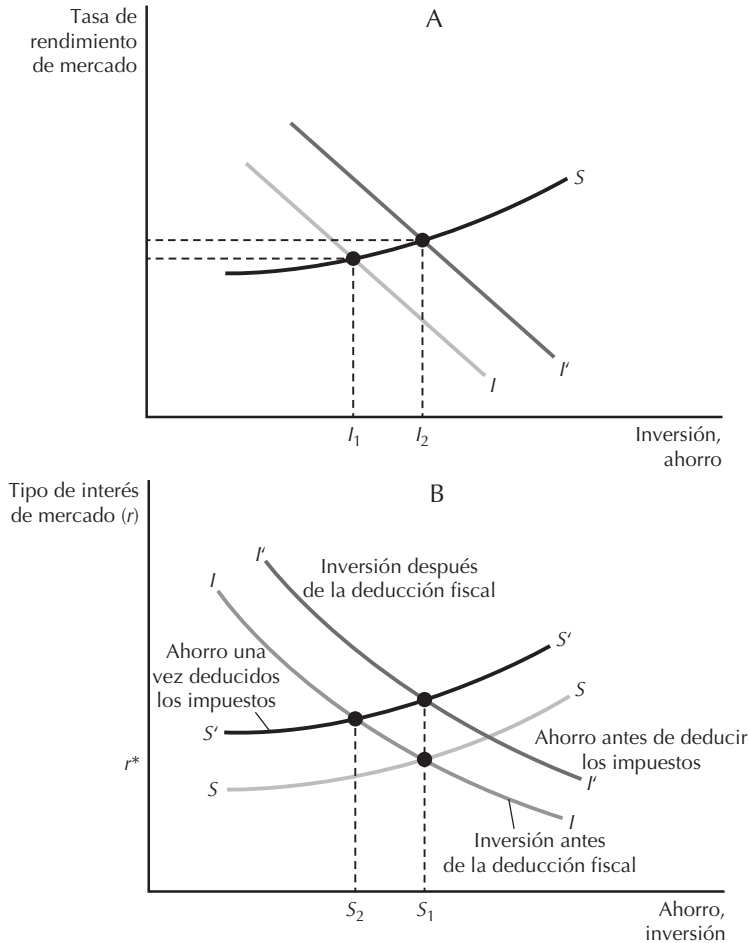 Tasa de
rendimiento
de mercado
A
S
I
I'
I1
I2
Inversión,
ahorro
Tipo de interés
de mercado (r)
B
I'
I
Inversión después
de la deducción fiscal
Ahorro una
vez deducidos
los impuestos
S'
S
S'
Ahorro antes de deducir
los impuestos
r*
S
I'
I
Inversión antes
de la deducción fiscal
S2
S1
Ahorro,
inversión